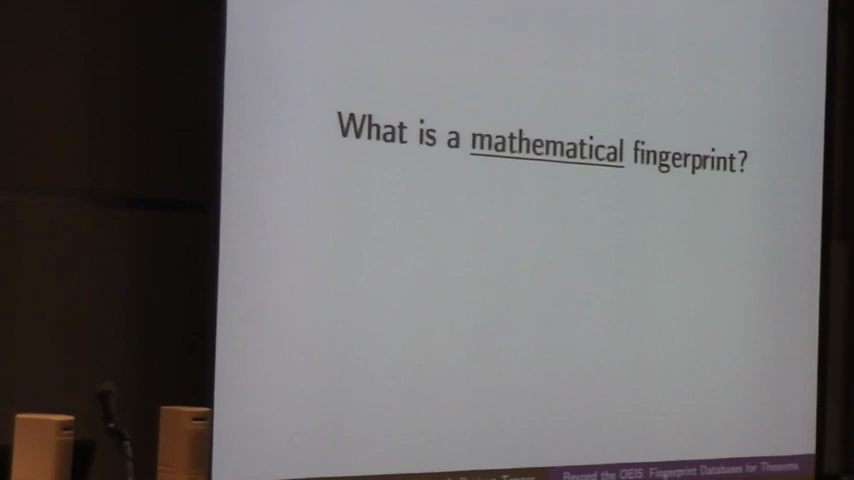 What is a mathematical fingerprint?
Beyond the OEIS: Fingerprint Databases for Theorems